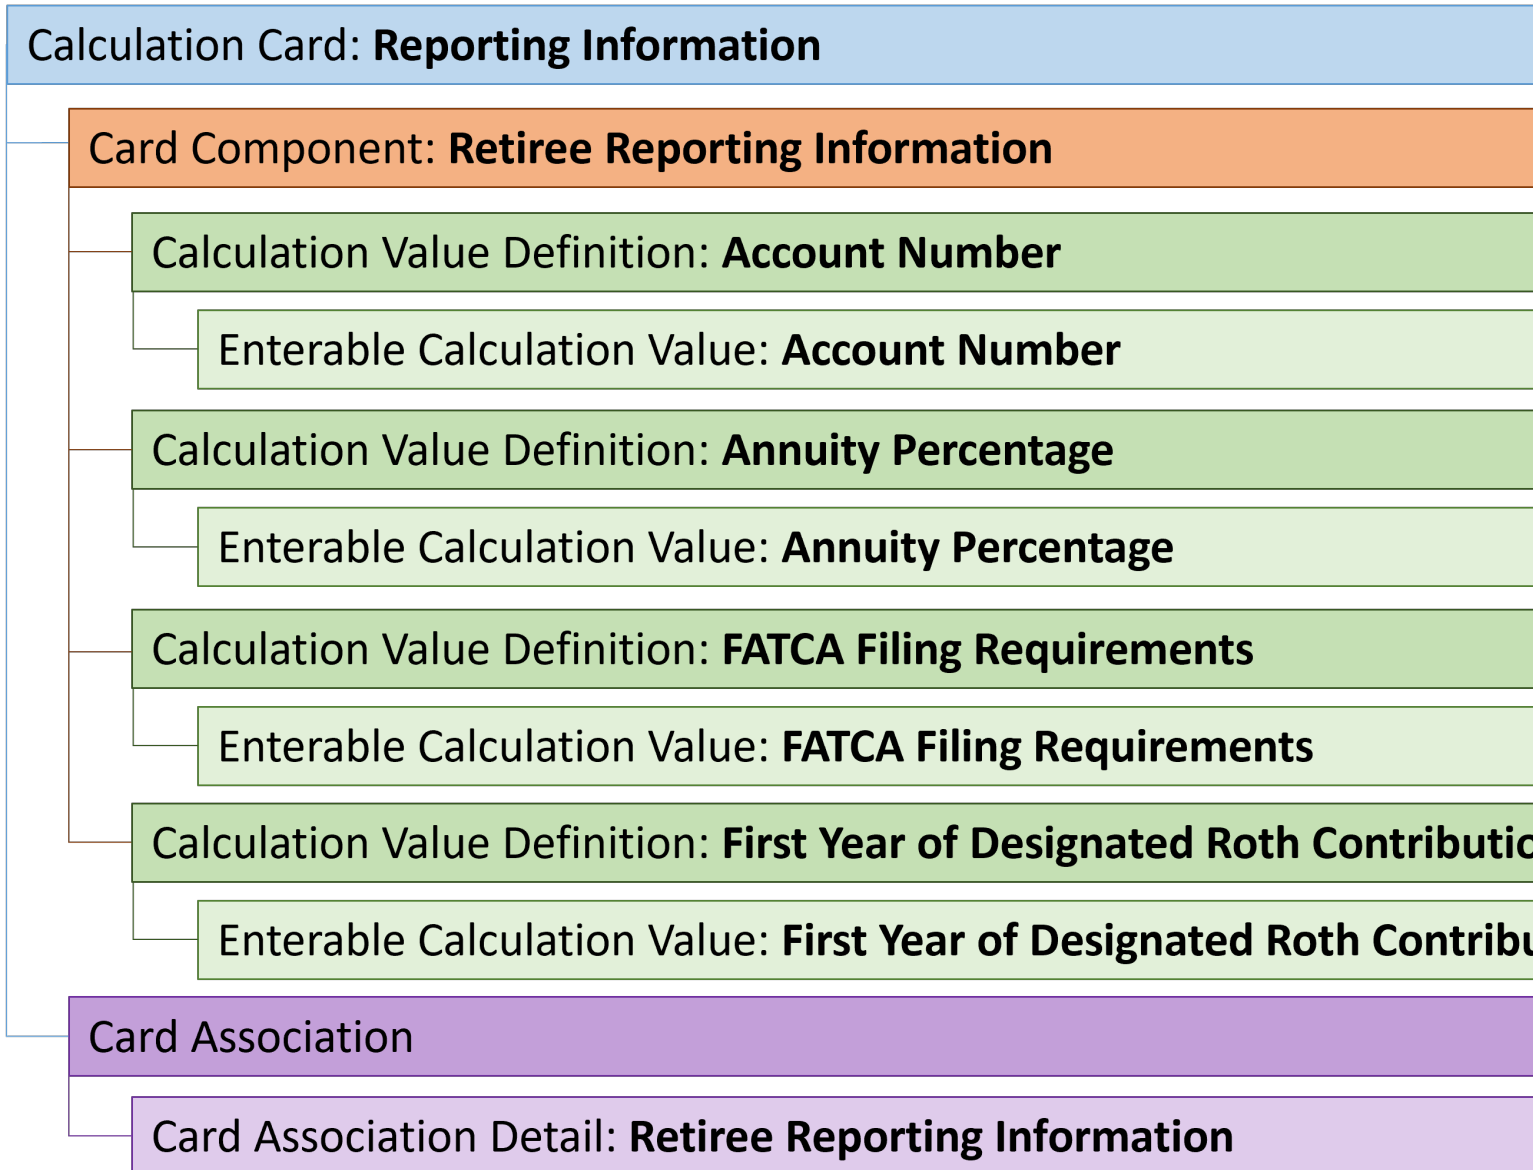 Calculation Card: Reporting Information
Card Component: Retiree Reporting Information
Calculation Value Definition: Account Number
Enterable Calculation Value: Account Number
Calculation Value Definition: Annuity Percentage
Enterable Calculation Value: Annuity Percentage
Calculation Value Definition: FATCA Filing Requirements
Enterable Calculation Value: FATCA Filing Requirements
Calculation Value Definition: First Year of Designated Roth
Enterable Calculation Value: First Year of Designated Roth
Card Association
Card Association Detail: Retiree Reporting Information